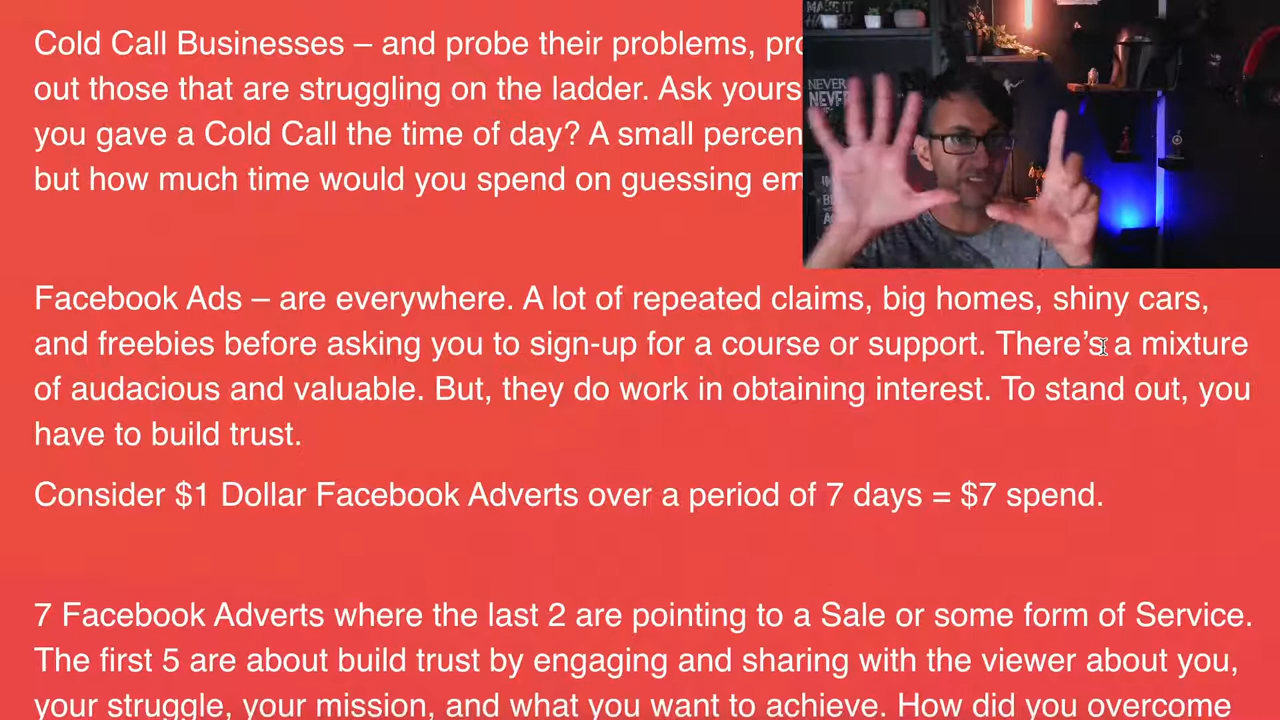 Cold Call Businesses – and probe their problems,
out those that are struggling on the ladder. Ask
you gave a Cold Call the time of day? A small
but how much time would you spend on guessing
MAKE IT
HAPPEN
NEVER
Facebook Ads – are everywhere. A lot of repeated claims, big homes, shiny cars,
and freebies before asking you to sign-up for a course or support. There’s a mixture
of audacious and valuable. But, they do work in obtaining interest. To stand out, you
have to build trust.
Consider $1 Dollar Facebook Adverts over a period of 7 days = $7 spend.
7 Facebook Adverts where the last 2 are pointing to a Sale or some form of Service.
The first 5 are about build trust by engaging and sharing with the viewer about you,
your struggle, your mission, and what you want to achieve. How did you overcome